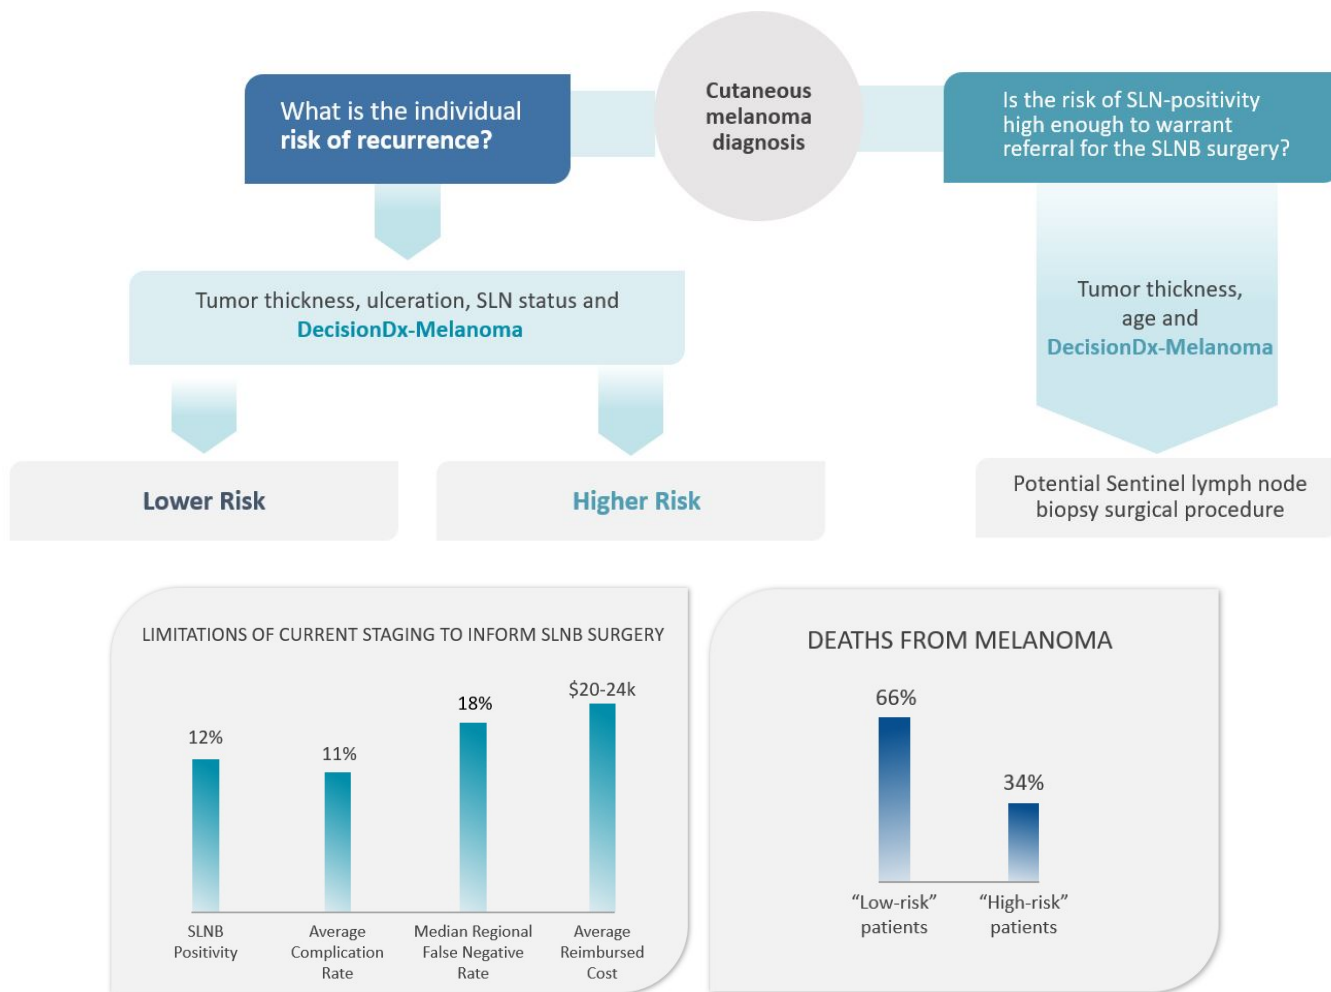 Cutaneous
melanoma
diagnosis
What is the individual
risk of recurrence?
Is the risk of SLN-positivity
high enough to warrant
referral for the SLNB surgery?
Tumor thickness, ulceration, SLN status and
DecisionDx-Melanoma
Tumor thickness,
age and
DecisionDx-Melanoma
Lower Risk
Higher Risk
Potential Sentinel lymph node
biopsy surgical procedure
LIMITATIONS OF CURRENT STAGING TO INFORM SLNB SURGERY
12%
11%
18%
$20-24k
SLNB
Positivity
Average
Complication
Rate
Median Regional
False Negative
Rate
Average
Reimbursed
Cost
DEATHS FROM MELANOMA
66%
34%
“Low-risk”
patients
“High-risk”
patients